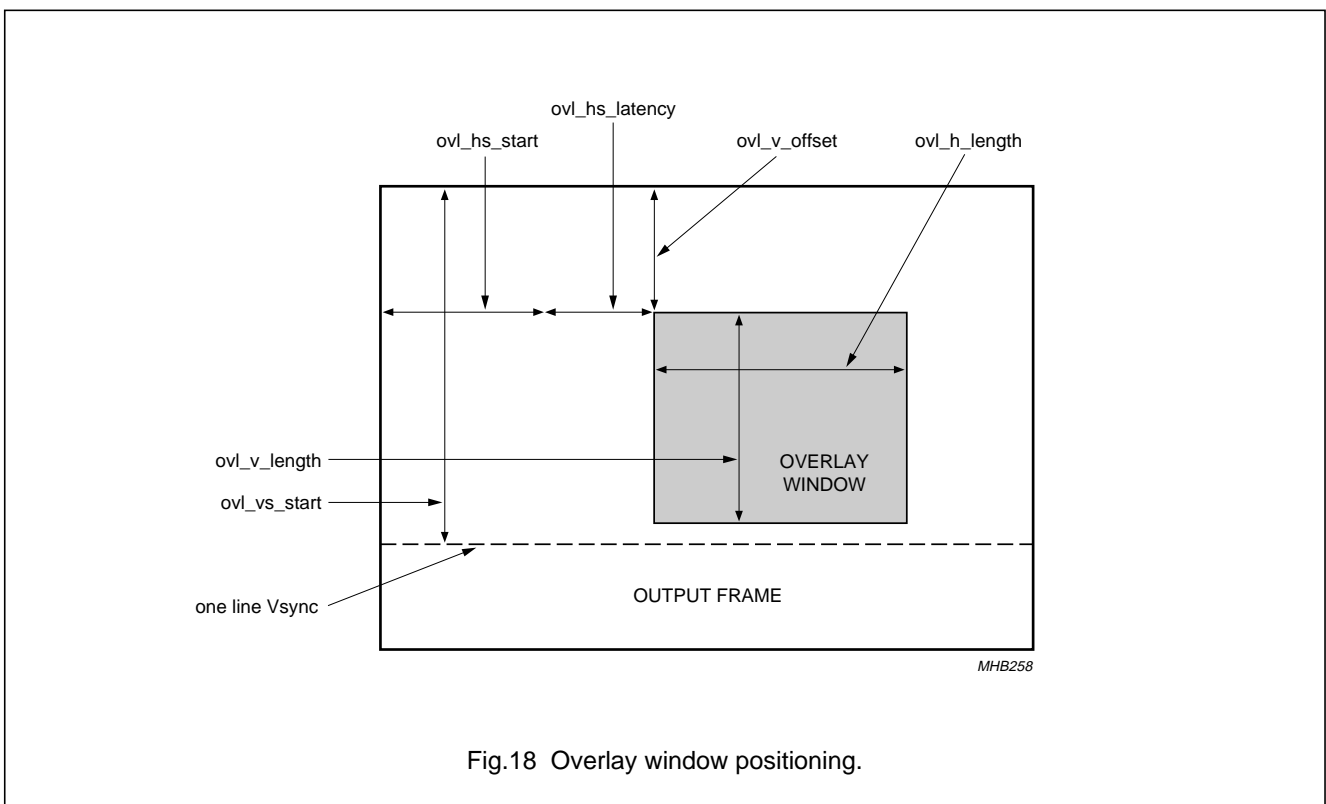 ovl_hs_latency
ovl_hs_start
ovl_v_offset
ovl_h_length
ovl_v_length
OVERLAY
WINDOW
ovl_vs_start
one line Vsync
OUTPUT FRAME
MHB258
Fig.18 Overlay window positioning.